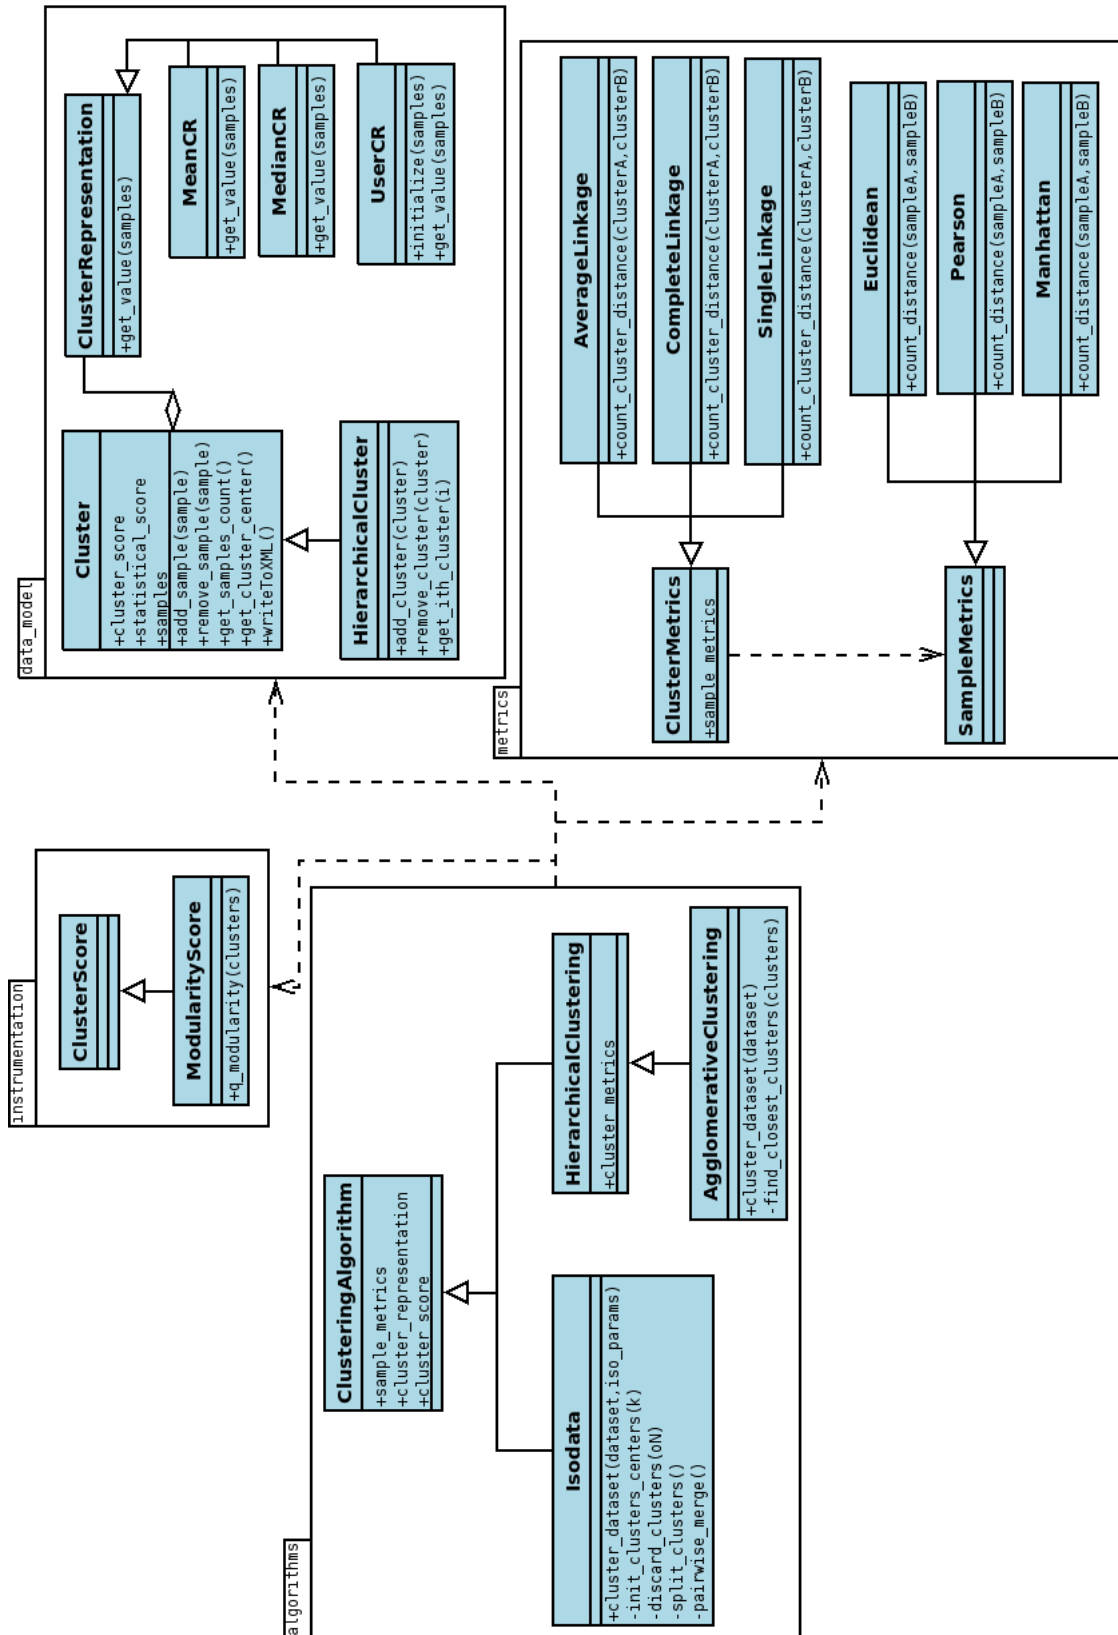 algorithms
ClusteringAlgorithm
+sample_metrics
+cluster_representation
+cluster_score
Isodata
+cluster_dataset(dataset,iso_params)
-init_clusters_centers(k)
-discard_clusters(oN)
-split_clusters()
-pairwise_merge()
HierarchicalClustering
+cluster_metrics
AgglomerativeClustering
+cluster_dataset(dataset)
-find_closest_clusters(clusters)
instrumentation
ClusterScore
ModularityScore
+q_modularity(clusters)
data_model
Cluster
+cluster_score
+statistical_score
+samples
+add_sample(sample)
+remove_sample(sample)
+get_samples_count()
+get_cluster_center()
+writeToXML()
HierarchicalCluster
+add_cluster(cluster)
+remove_cluster(cluster)
+get_ith_cluster(i)
ClusterRepresentation
+get_value(samples)
MeanCR
+get_value(samples)
MedianCR
+get_value(samples)
UserCR
+initialize(samples)
+get_value(samples)
metrics
ClusterMetrics
+sample_metrics
SampleMetrics
AverageLinkage
+count_cluster_distance(clusterA,clusterB)
CompleteLinkage
+count_cluster_distance(clusterA,clusterB)
SingleLinkage
+count_cluster_distance(clusterA,clusterB)
Euclidean
+count_distance(sampleA,sampleB)
Pearson
+count_distance(sampleA,sampleB)
Manhattan
+count_distance(sampleA,sampleB)